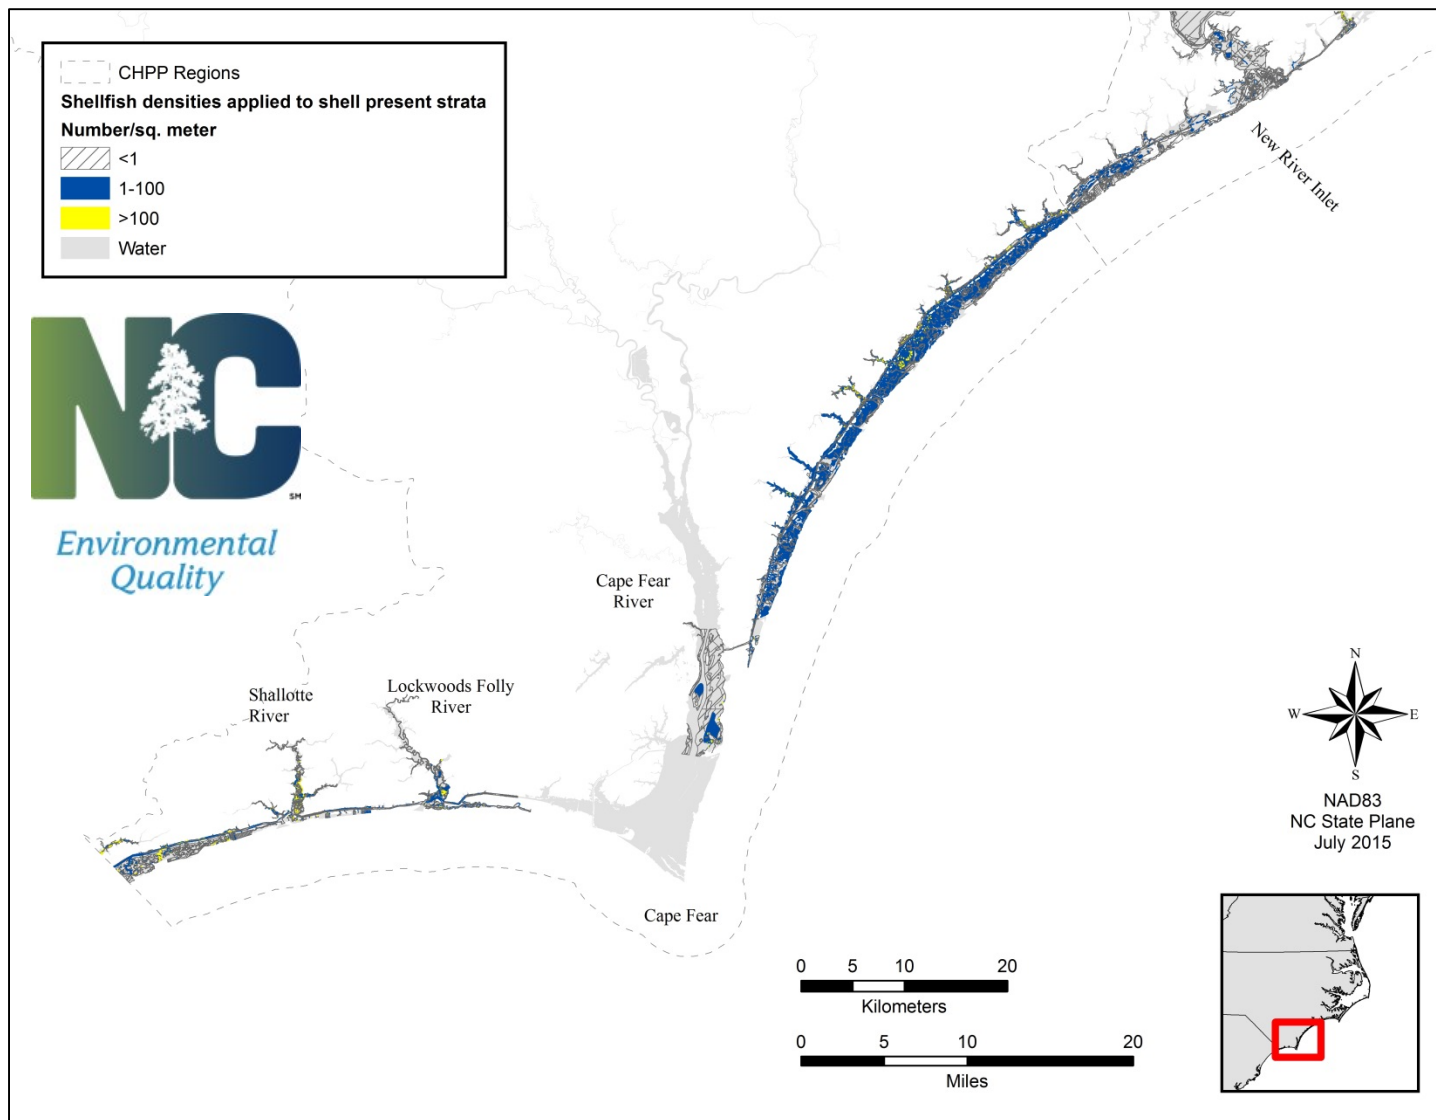 CHPP Regions
Shellfish densities applied to shell present strata
Number/sq. meter
<1
1-100
>100
Water
NC
SM
Environmental
Quality
New River Inlet
Cape Fear
River
Lockwoods Folly
River
Shallotte
River
Cape Fear
N
W
E
S
NAD83
NC State Plane
July 2015
0 5 10 20
Kilometers
0 5 10 20
Miles